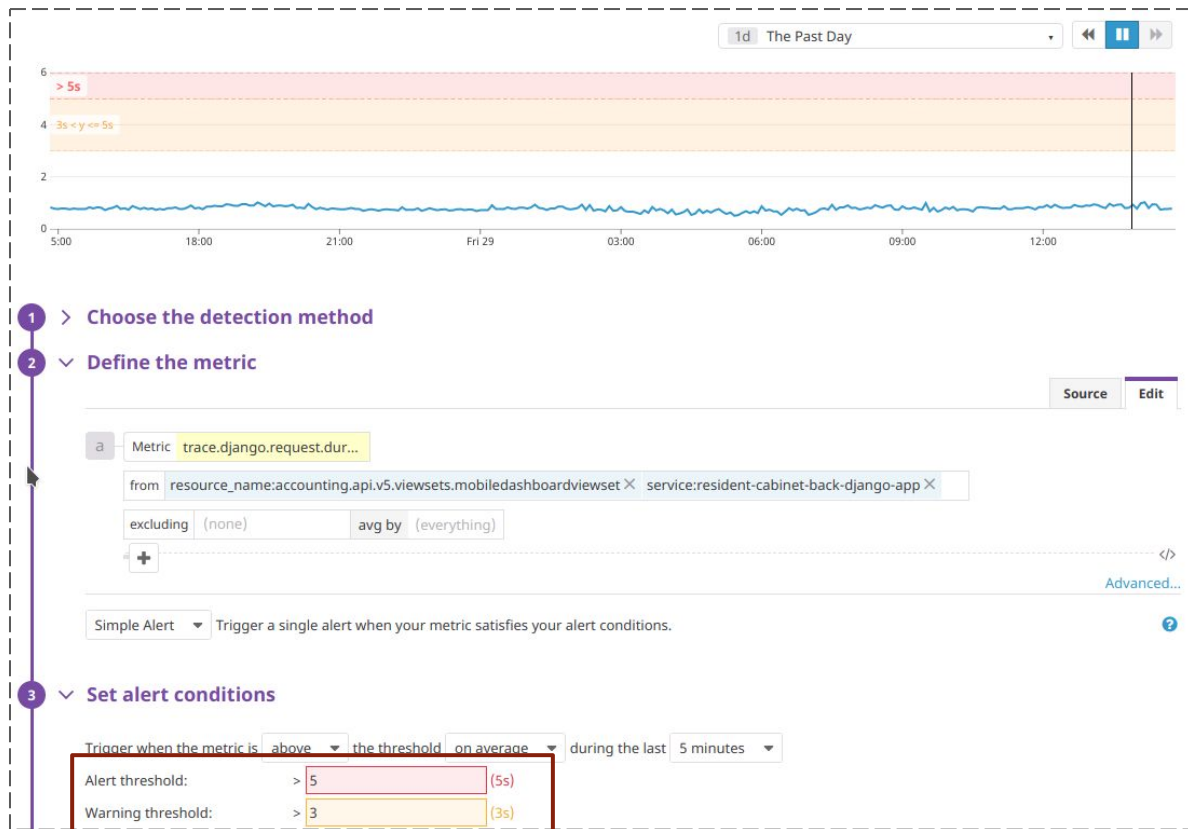 1d The Past Day
6
> 5s
4 3s < y <= 5s
2
0
5:00 18:00 21:00 Fri 29 03:00 06:00 09:00 12:00
1 Choose the detection method
2 Define the metric
Source Edit
a Metric trace.django.request.dur...
from resource_name:accounting.api.v5.viewsets.mobiledashboardviewset service:resident-cabinet-back-django-app
excluding (none) avg by (everything)
</>
Advanced...
Simple Alert Trigger a single alert when your metric satisfies your alert conditions. ?
3 Set alert conditions
Trigger when the metric is above the threshold on average during the last 5 minutes
Alert threshold: > 5 (5s)
Warning threshold: > 3 (3s)